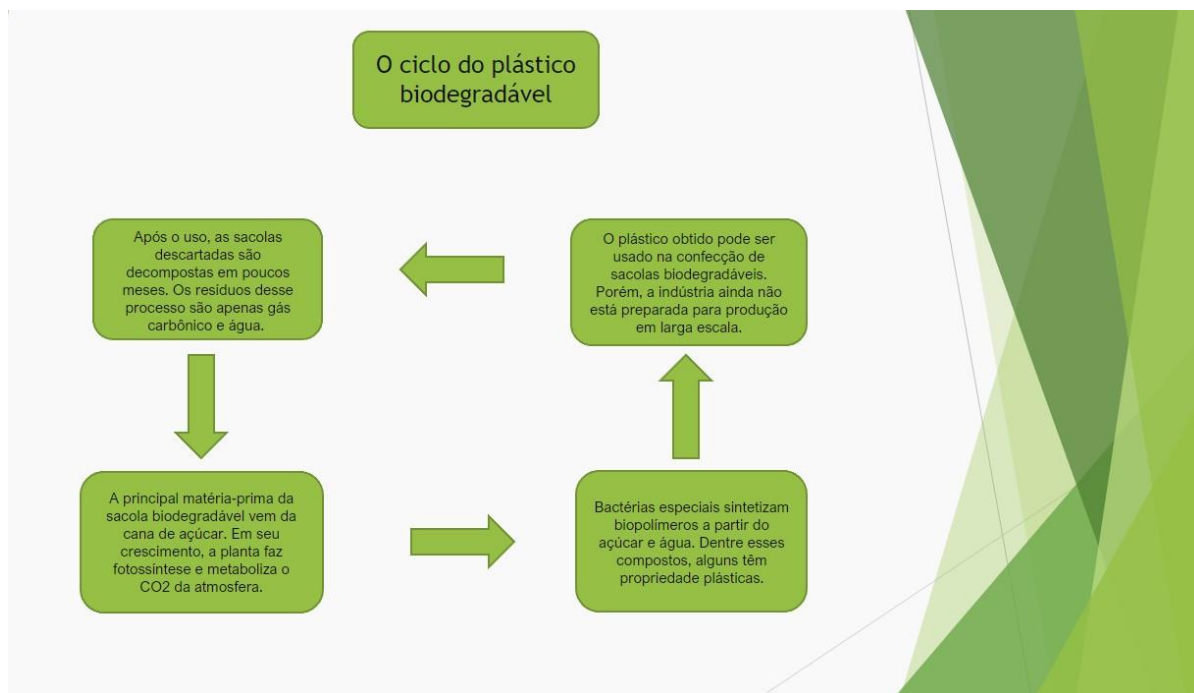 O ciclo do plástico
biodegradável
Após o uso, as sacolas
descartadas são
decompostas em poucos
meses. Os resíduos desse
processo são apenas gás
carbônico e água.
O plástico obtido pode ser
usado na confecção de
sacolas biodegradáveis.
Porém, a indústria ainda não
está preparada para produção
em larga escala.
A principal matéria-prima da
sacola biodegradável vem da
cana de açúcar. Em seu
crescimento, a planta faz
fotossíntese e metaboliza o
CO2 da atmosfera.
Bactérias especiais sintetizam
biopolímeros a partir do
açúcar e água. Dentre esses
compostos, alguns têm
propriedade plásticas.